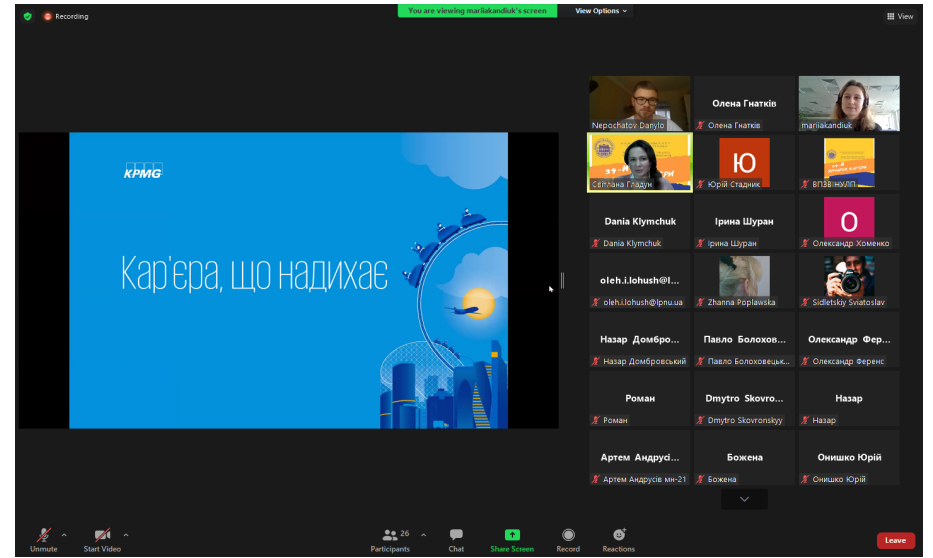 Recording
You are viewing mariiakandiuk's screen
View Options
View
KPMG
Кар'єра, що надихає
Nepochatov Danylo
Олена Гнатків
Олена Гнатків
mariiakandiuk
39-Й
Світлана Гладун
Ю
Юрій Стадник
39-Й
ВПЗВІНУЛП
Dania Klymchuk
Dania Klymchuk
Ірина Шуран
Ірина Шуран
О
Олександр Хоменко
oleh.i.lohush@l...
oleh.i.lohush@lpnu.ua
Zhanna Poplawska
Sidletskiy Sviatoslav
Назар Домбро...
Назар Домбровський
Павло Болохов...
Павло Болоховецьк...
Олександр Фер...
Олександр Ференс
Роман
Роман
Dmytro Skovro...
Dmytro Skovronskyy
Назар
Назар
Артем Андрусі...
Артем Андрусів мн-21
Божена
Божена
Онишко Юрій
Онишко Юрій
Unmute
Start Video
26
Participants
Chat
Share Screen
Record
Reactions
Leave